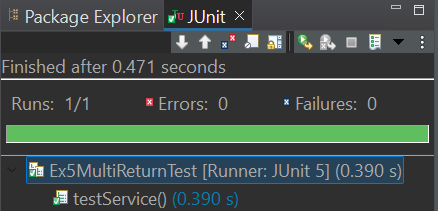 Package Explorer JUnit
Finished after 0.471 seconds
Runs: 1/1 Errors: 0 Failures: 0
Ex5MultiReturnTest [Runner: JUnit 5] (0.390 s)
testService() (0.390 s)